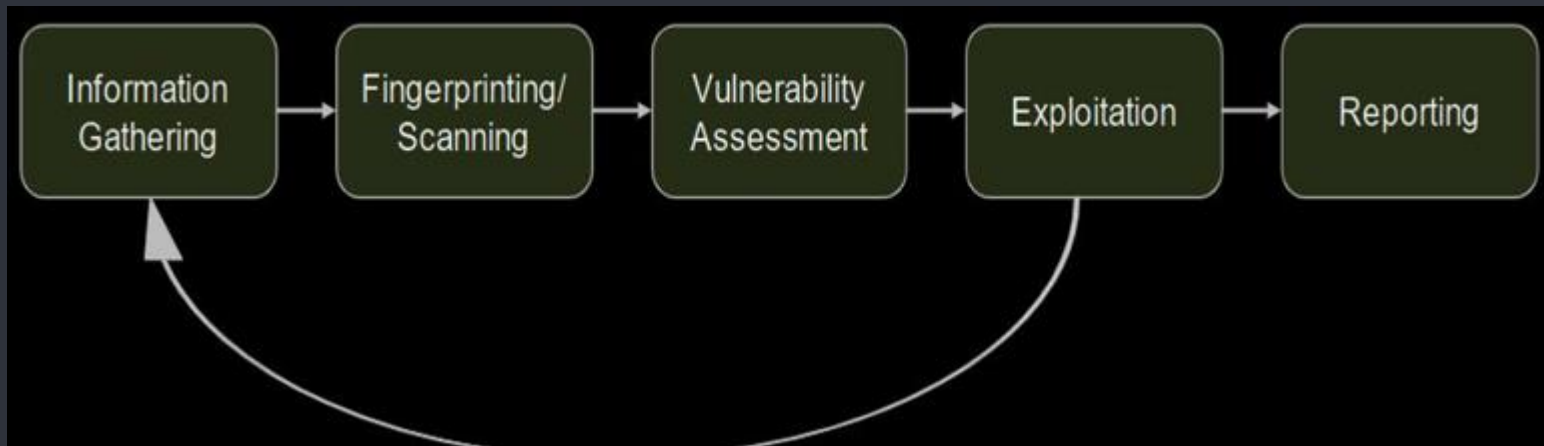 Information
Gathering
Fingerprinting/
Scanning
Vulnerability
Assessment
Exploitation
Reporting